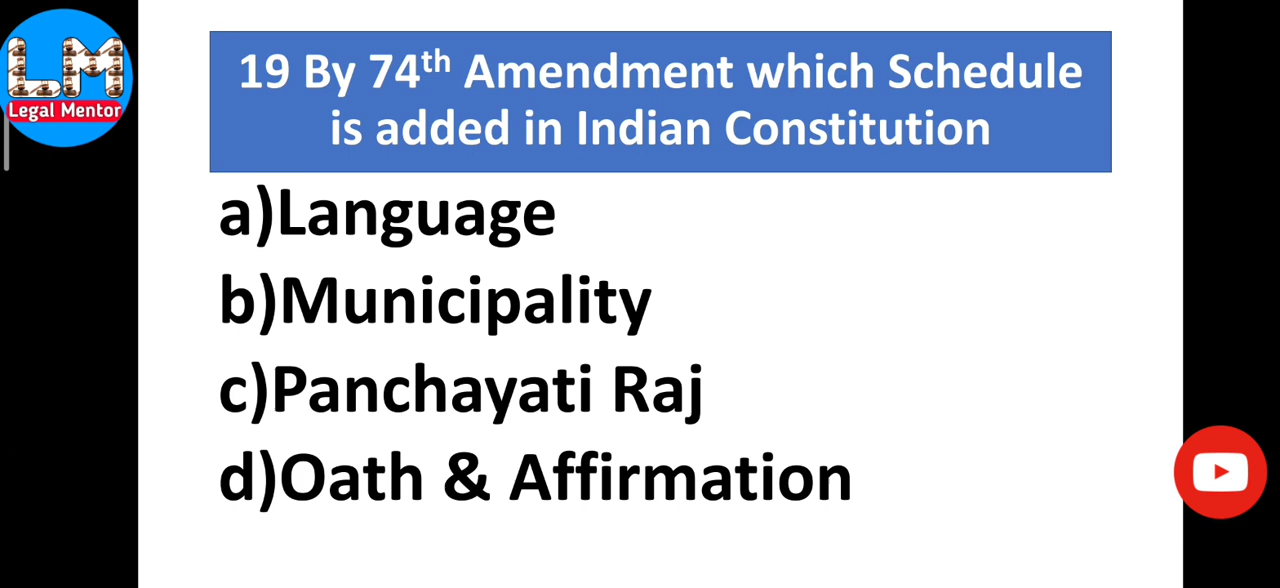 LM
Legal Mentor
19 By 74th Amendment which Schedule
is added in Indian Constitution
a)Language
b)Municipality
c)Panchayati Raj
d)Oath & Affirmation